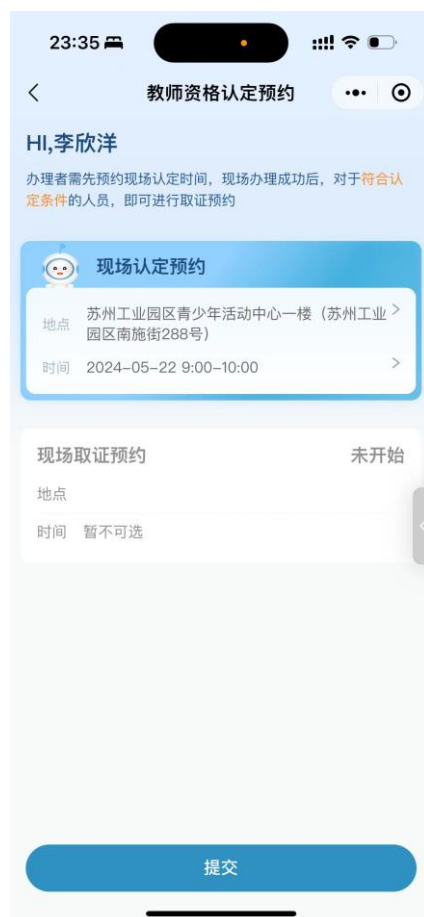 23:35
教师资格认定预约
HI,李欣洋
办理者需先预约现场认定时间，现场办理成功后，对于符合认
定条件的人员，即可进行取证预约
现场认定预约
地点 苏州工业园区青少年活动中心一楼（苏州工业
园区南施街288号）
时间 2024-05-22 9:00-10:00
现场取证预约 未开始
地点
时间 暂不可选
提交